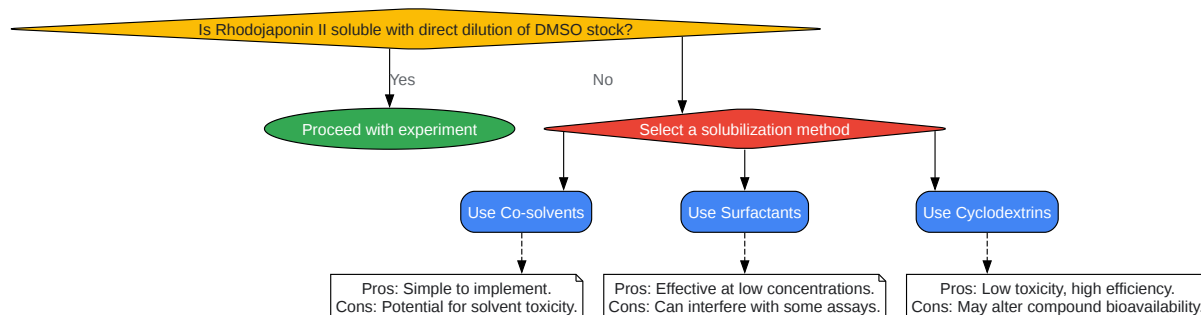 Is Rhodojaponin II soluble with direct dilution of DMSO stock?
Yes
No
Proceed with experiment
Select a solubilization method
Use Co-solvents
Use Surfactants
Use Cyclodextrins
Pros: Simple to implement.
Cons: Potential for solvent toxicity.
Pros: Effective at low concentrations.
Cons: Can interfere with some assays.
Pros: Low toxicity, high efficiency.
Cons: May alter compound bioavailability.